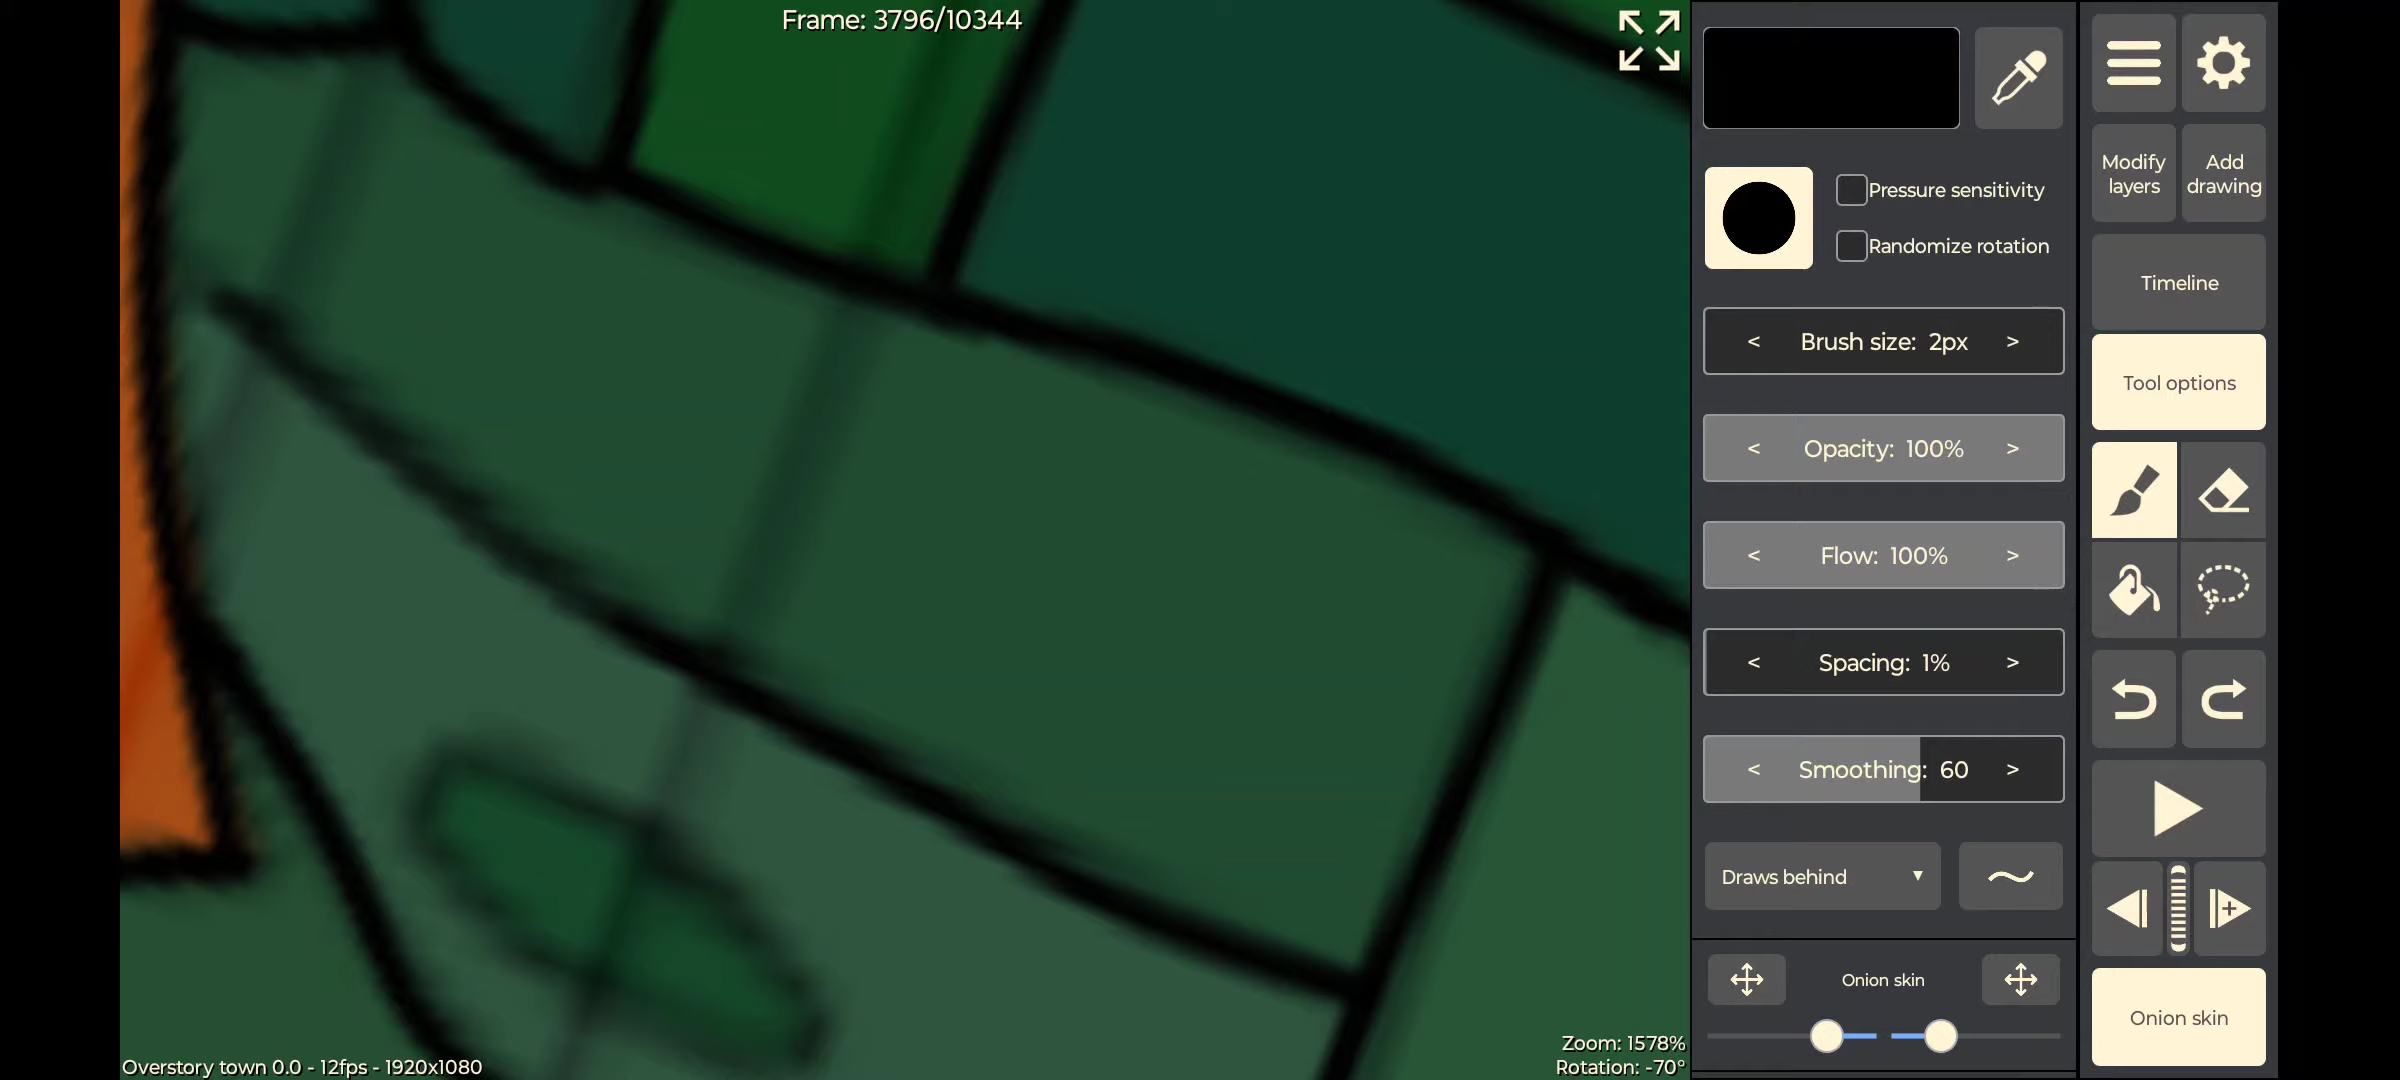 Frame: 3796/10344
Modify layers
Add drawing
Pressure sensitivity
Randomize rotation
Timeline
< Brush size: 2px >
Tool options
< Opacity: 100% >
< Flow: 100% >
< Spacing: 1% >
< Smoothing: 60 >
Draws behind
Onion skin
Onion skin
Zoom: 1578%
Rotation: -70°
Overstory town 0.0 - 12fps - 1920x1080